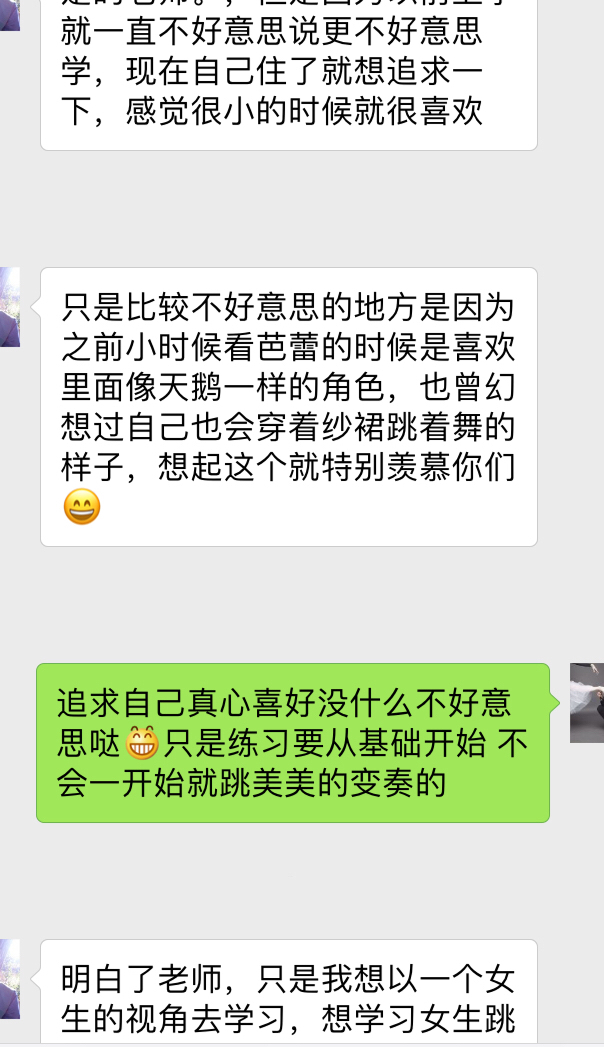 就一直不好意思说更不好意思
学，现在自己住了就想追求一
下，感觉很小的时候就很喜欢
只是比较不好意思的地方是因为
之前小时候看芭蕾的时候是喜欢
里面像天鹅一样的角色，也曾幻
想过自己也会穿着纱裙跳着舞的
样子，想起这个就特别羡慕你们
😄
追求自己真心喜好没什么不好意
思哒😁只是练习要从基础开始 不
会一开始就跳美美的变奏的
明白了老师，只是我想以一个女
生的视角去学习，想学习女生跳